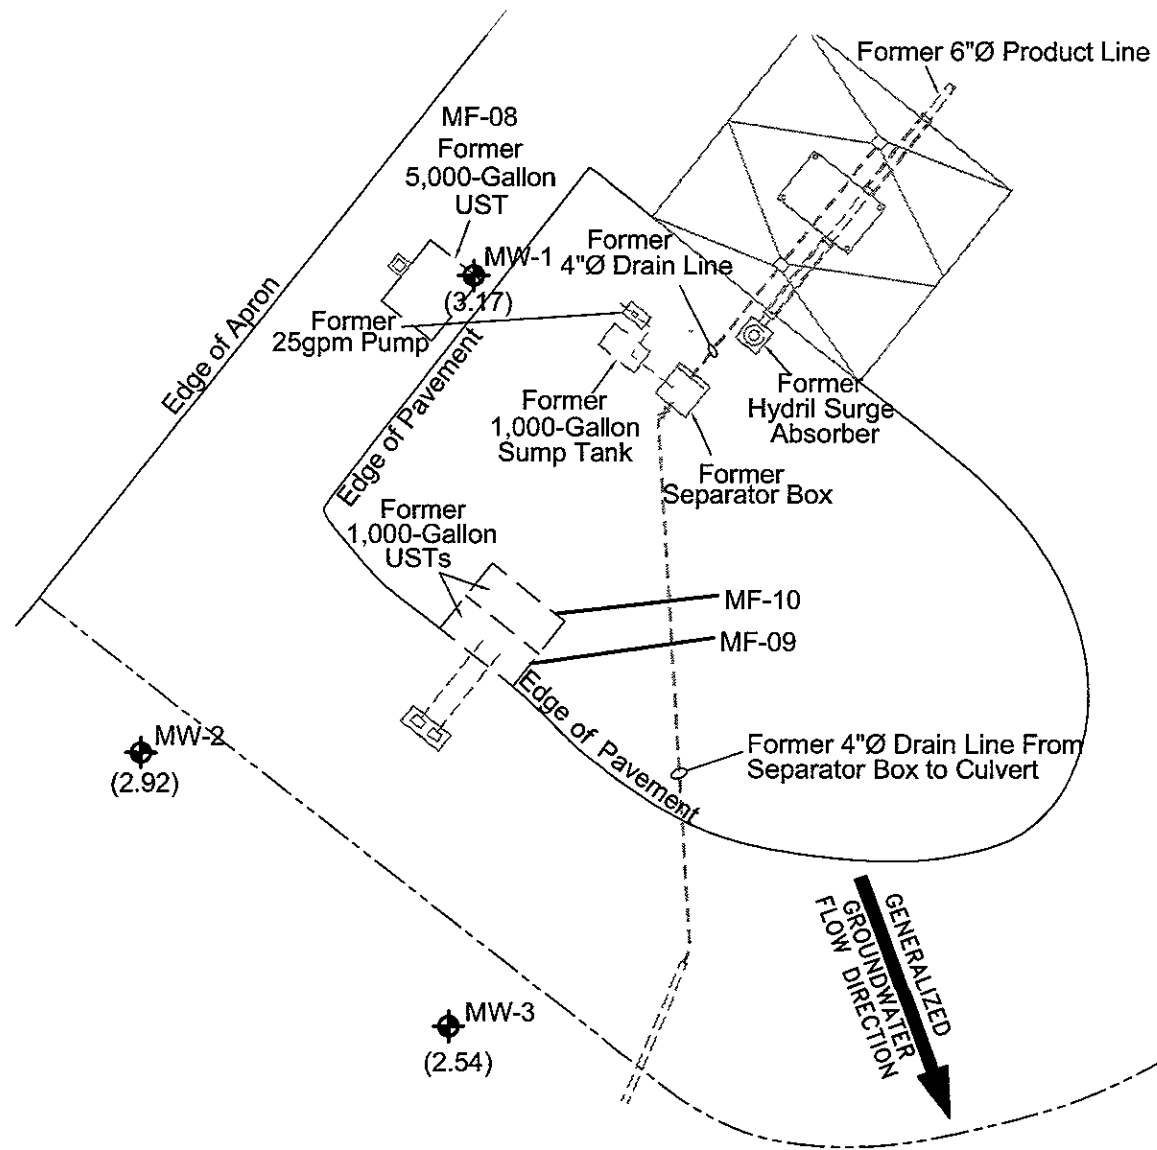 Former 6"Ø Product Line
MF-08
Former
5,000-Gallon
UST
MW-1
(3.17)
Former
4"Ø Drain Line
Former
25gpm Pump
Edge of Apron
Edge of Pavement
Former
1,000-Gallon
Sump Tank
Former
Hydril Surge
Absorber
Former
Separator Box
Former
1,000-Gallon
USTs
MF-10
MF-09
Edge of Pavement
MW-2
(2.92)
Former 4"Ø Drain Line From
Separator Box to Culvert
GENERALIZED
GROUNDWATER
FLOW DIRECTION
MW-3
(2.54)